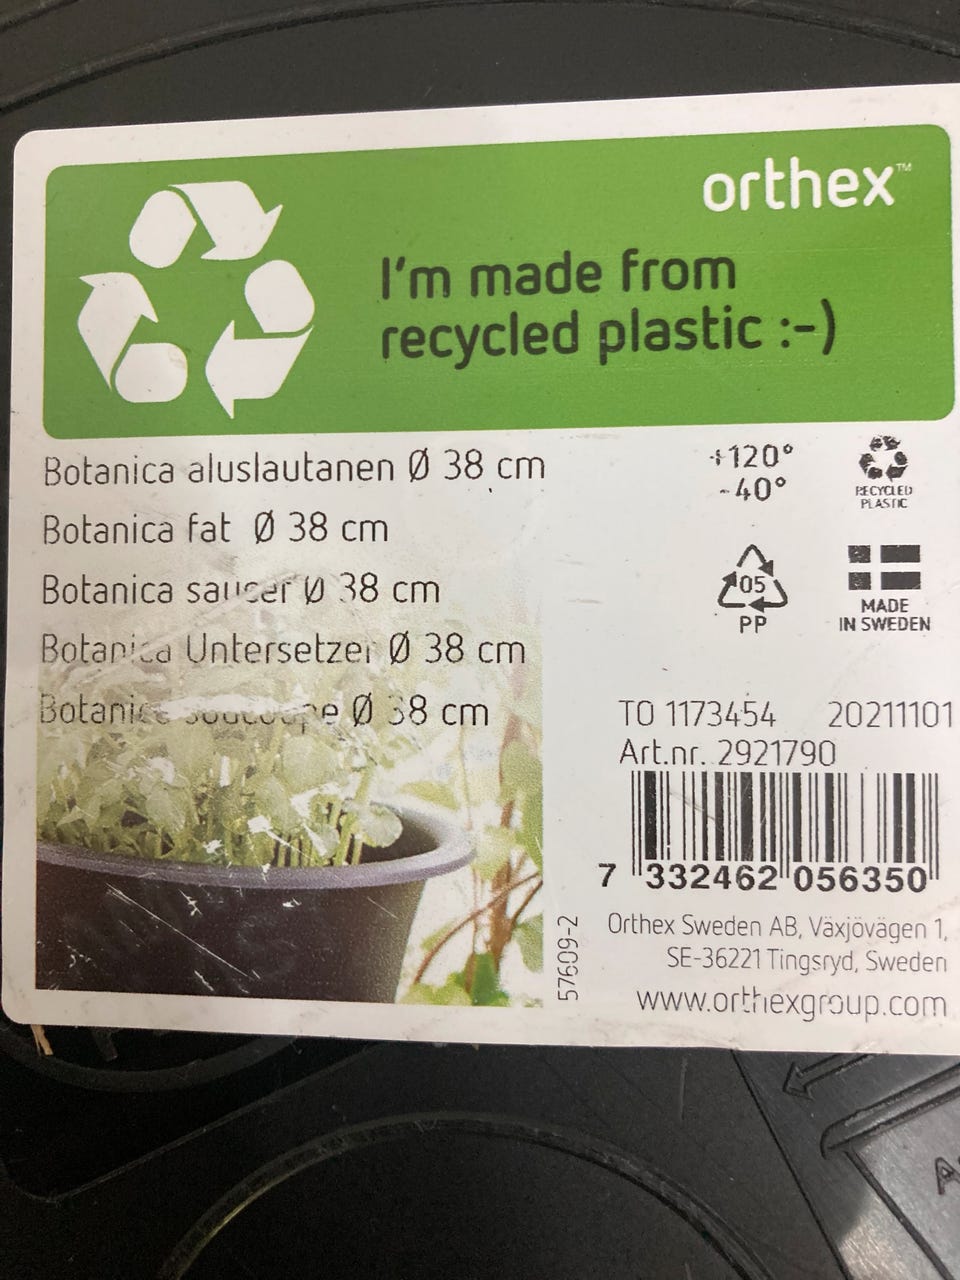 orthex™
I'm made from
recycled plastic :-)
Botanica aluslautanen Ø 38 cm
Botanica fat Ø 38 cm
Botanica saucer Ø 38 cm
Botanica Untersetzer Ø 38 cm
Ø 38 cm
+120°
-40°
RECYCLED
PLASTIC
05
PP
MADE
IN SWEDEN
TO 1173454 20211101
Art.nr. 2921790
7 332462 056350
57609-2
Orthex Sweden AB, Växjövägen 1,
SE-36221 Tingsryd, Sweden
www.orthexgroup.com